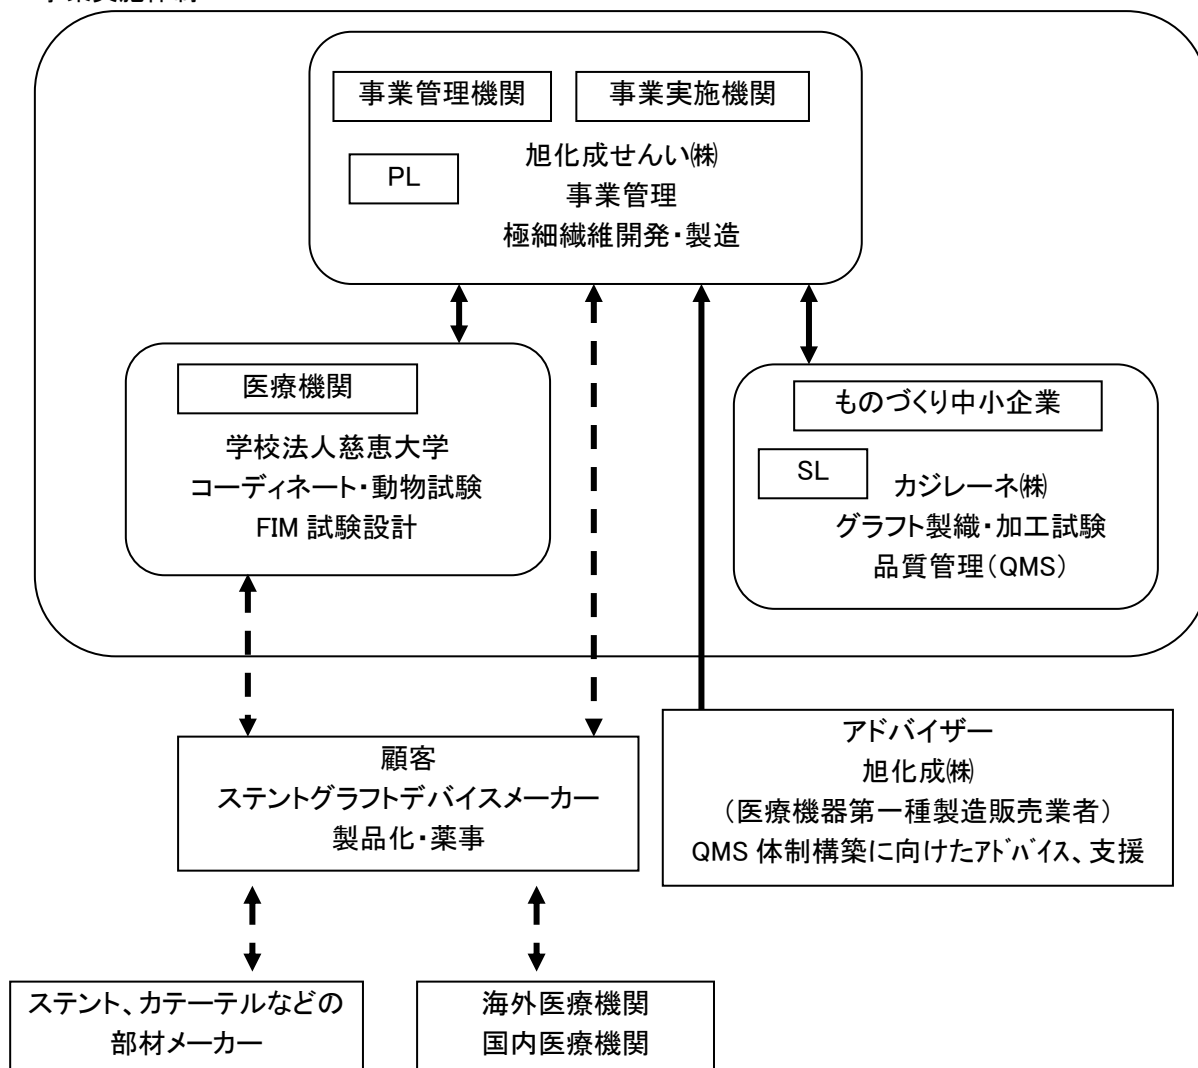 事業管理機関
事業実施機関
PL
旭化成せんい㈱
事業管理
極細繊維開発・製造
医療機関
学校法人慈恵大学
コーディネート・動物試験
FIM 試験設計
ものづくり中小企業
SL
カジレーネ㈱
グラフト製織・加工試験
品質管理（QMS）
顧客
ステントグラフトデバイスメーカー
製品化・薬事
アドバイザー
旭化成㈱
（医療機器第一種製造販売業者）
QMS 体制構築に向けたｱﾄﾞﾊﾞｲｽ、支援
ステント、カテーテルなどの
部材メーカー
海外医療機関
国内医療機関